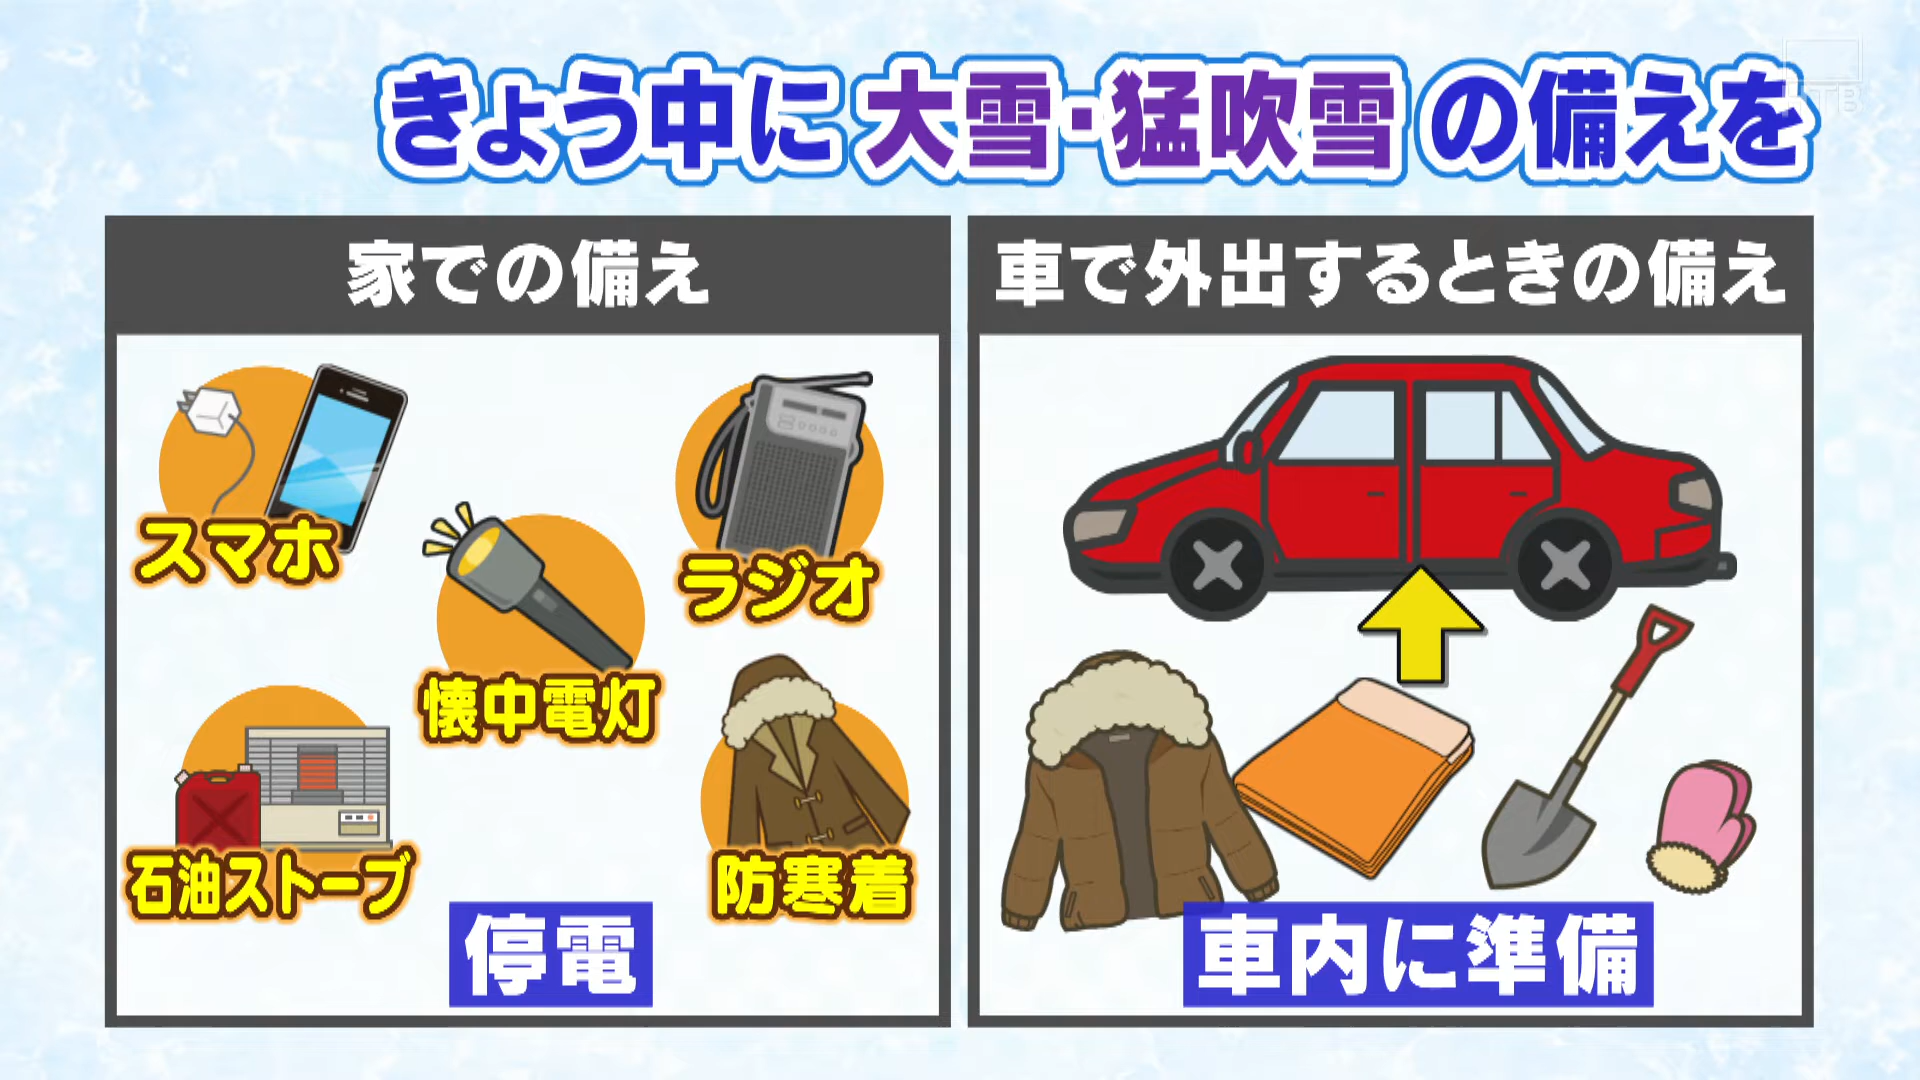 きょう中に 大雪・猛吹雪 の備えを
HTB
家での備え
スマホ
ラジオ
懐中電灯
石油ストーブ
防寒着
停電
車で外出するときの備え
車内に準備